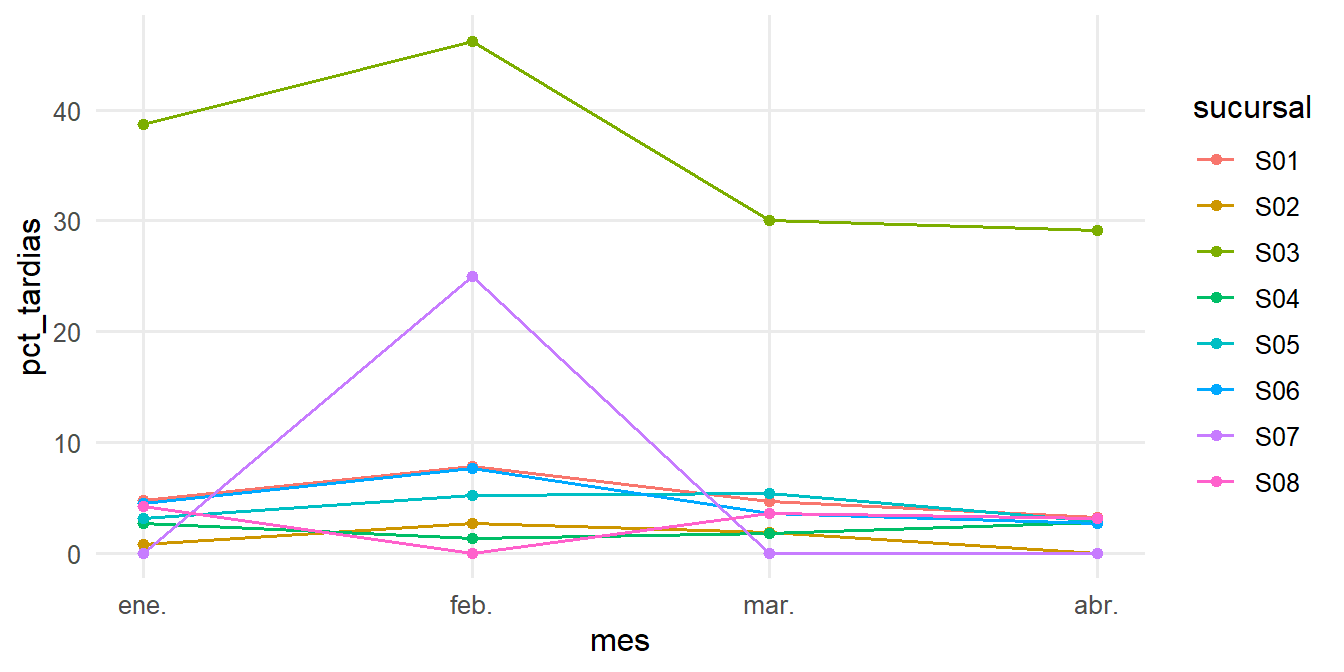 pct_tardias
40
30
20
10
0
ene.
feb.
mar.
abr.
mes
sucursal
S01
S02
S03
S04
S05
S06
S07
S08